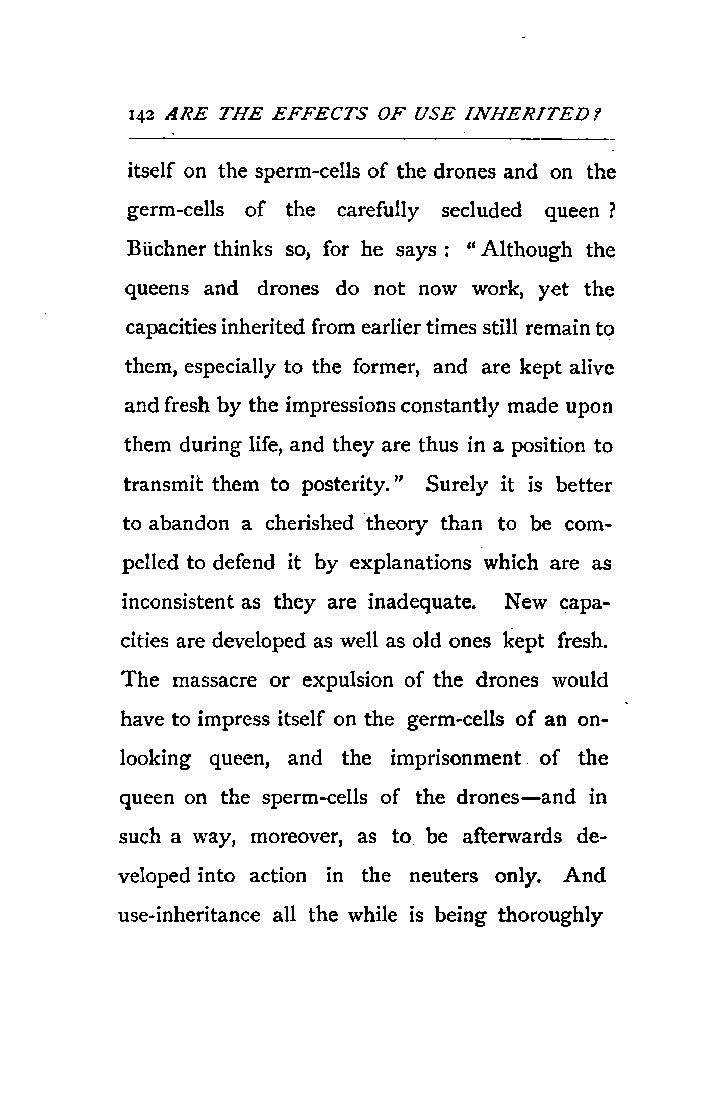 142 ARE THE EFFECTS OF USE INHERITED?
itself on the sperm-cells of the drones and on the
germ-cells of the carefully secluded queen ?
Büchner thinks so, for he says : “ Although the
queens and drones do not now work, yet the
capacities inherited from earlier times still remain to
them, especially to the former, and are kept alive
and fresh by the impressions constantly made upon
them during life, and they are thus in a position to
transmit them to posterity.” Surely it is better
to abandon a cherished theory than to be com-
pelled to defend it by explanations which are as
inconsistent as they are inadequate. New capa-
cities are developed as well as old ones kept fresh.
The massacre or expulsion of the drones would
have to impress itself on the germ-cells of an on-
looking queen, and the imprisonment of the
queen on the sperm-cells of the drones—and in
such a way, moreover, as to be afterwards de-
veloped into action in the neuters only. And
use-inheritance all the while is being thoroughly